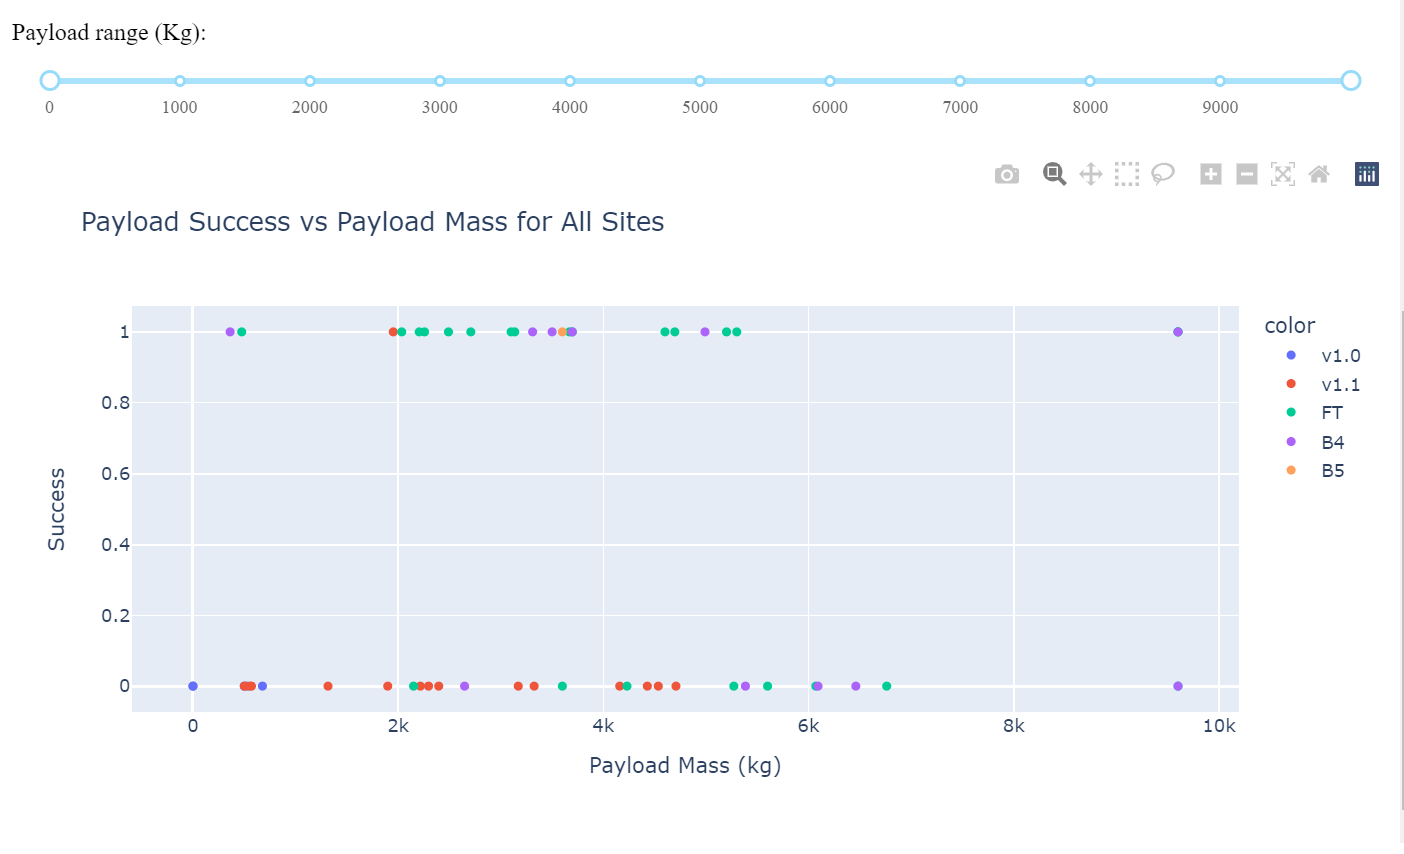 Payload range (Kg):
0 1000 2000 3000 4000 5000 6000 7000 8000 9000
Payload Success vs Payload Mass for All Sites
color
v1.0
v1.1
FT
B4
B5
Success
1
0.8
0.6
0.4
0.2
0
0 2k 4k 6k 8k 10k
Payload Mass (kg)